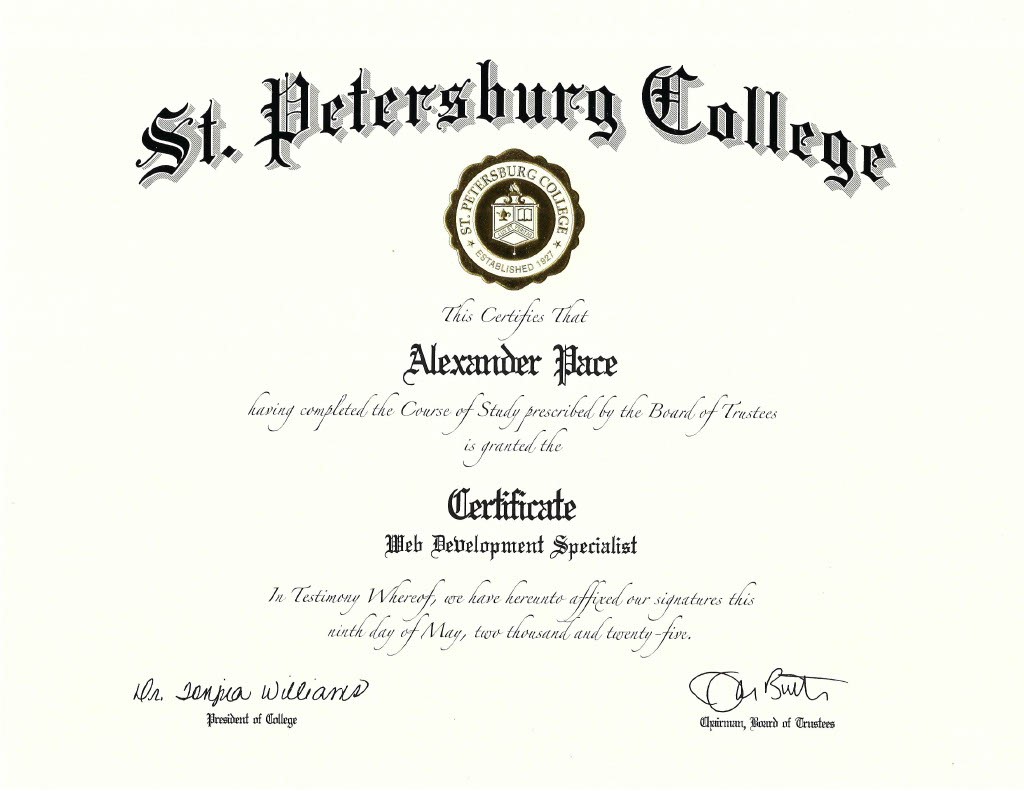 St. Petersburg College
ST. PETERSBURG COLLEGE
ESTABLISHED 1927
This Certifies That
Alexander Pace
having completed the Course of Study prescribed by the Board of Trustees
is granted the
Certificate
Web Development Specialist
In Testimony Whereof, we have hereunto affixed our signatures this
ninth day of May, two thousand and twenty-five.
Dr. Tonjua Williams
President of College
Chairman, Board of Trustees